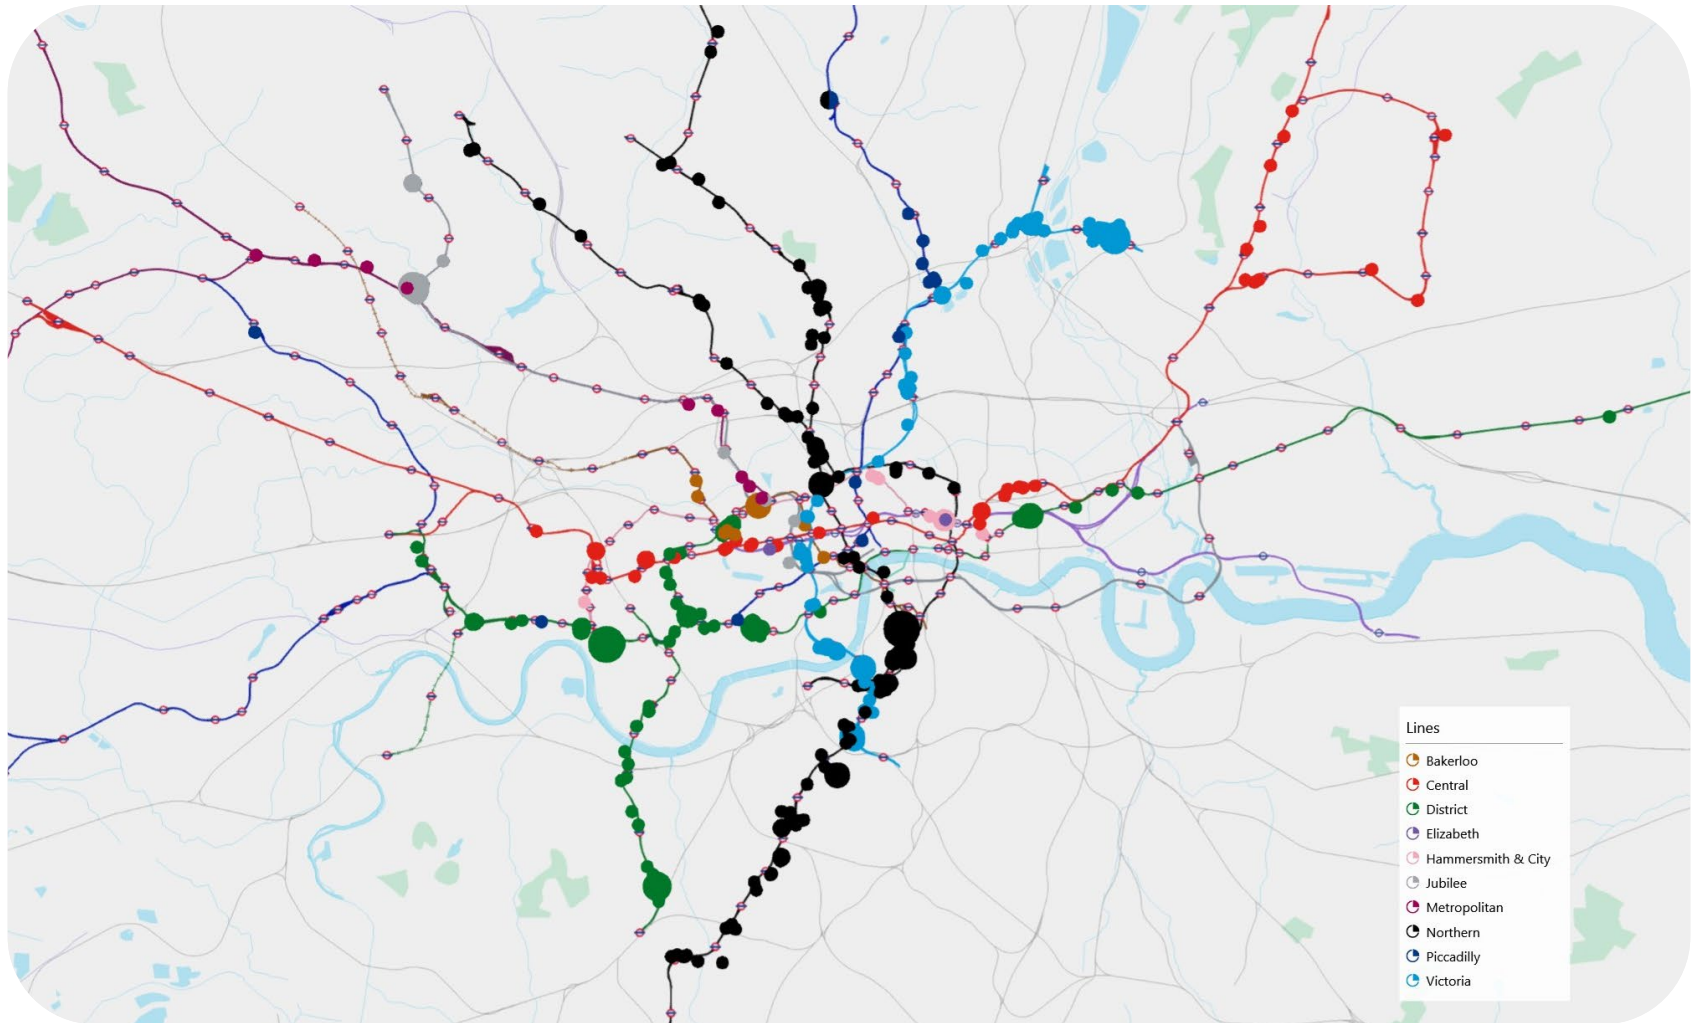 Lines
Bakerloo
Central
District
Elizabeth
Hammersmith & City
Jubilee
Metropolitan
Northern
Piccadilly
Victoria